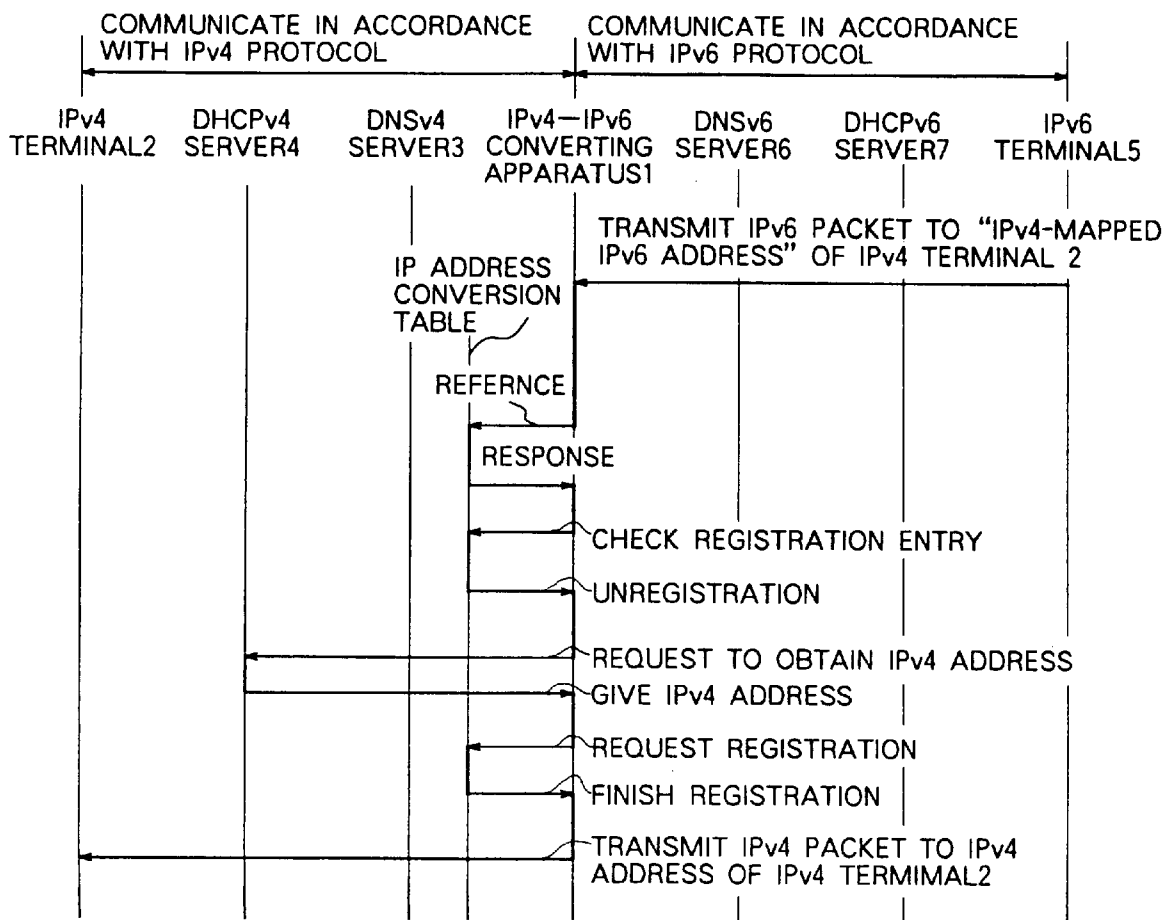 COMMUNICATE IN ACCORDANCE
WITH IPv4 PROTOCOL
COMMUNICATE IN ACCORDANCE
WITH IPv6 PROTOCOL
IPv4
TERMINAL2
DHCPv4
SERVER4
DNSv4
SERVER3
IPv4-IPv6
CONVERTING
APPARATUS1
DNSv6
SERVER6
DHCPv6
SERVER7
IPv6
TERMINAL5
TRANSMIT IPv6 PACKET TO “IPv4-MAPPED
IPv6 ADDRESS” OF IPv4 TERMINAL 2
IP ADDRESS
CONVERSION
TABLE
REFERNCE
RESPONSE
CHECK REGISTRATION ENTRY
UNREGISTRATION
REQUEST TO OBTAIN IPv4 ADDRESS
GIVE IPv4 ADDRESS
REQUEST REGISTRATION
FINISH REGISTRATION
TRANSMIT IPv4 PACKET TO IPv4
ADDRESS OF IPv4 TERMIMAL2